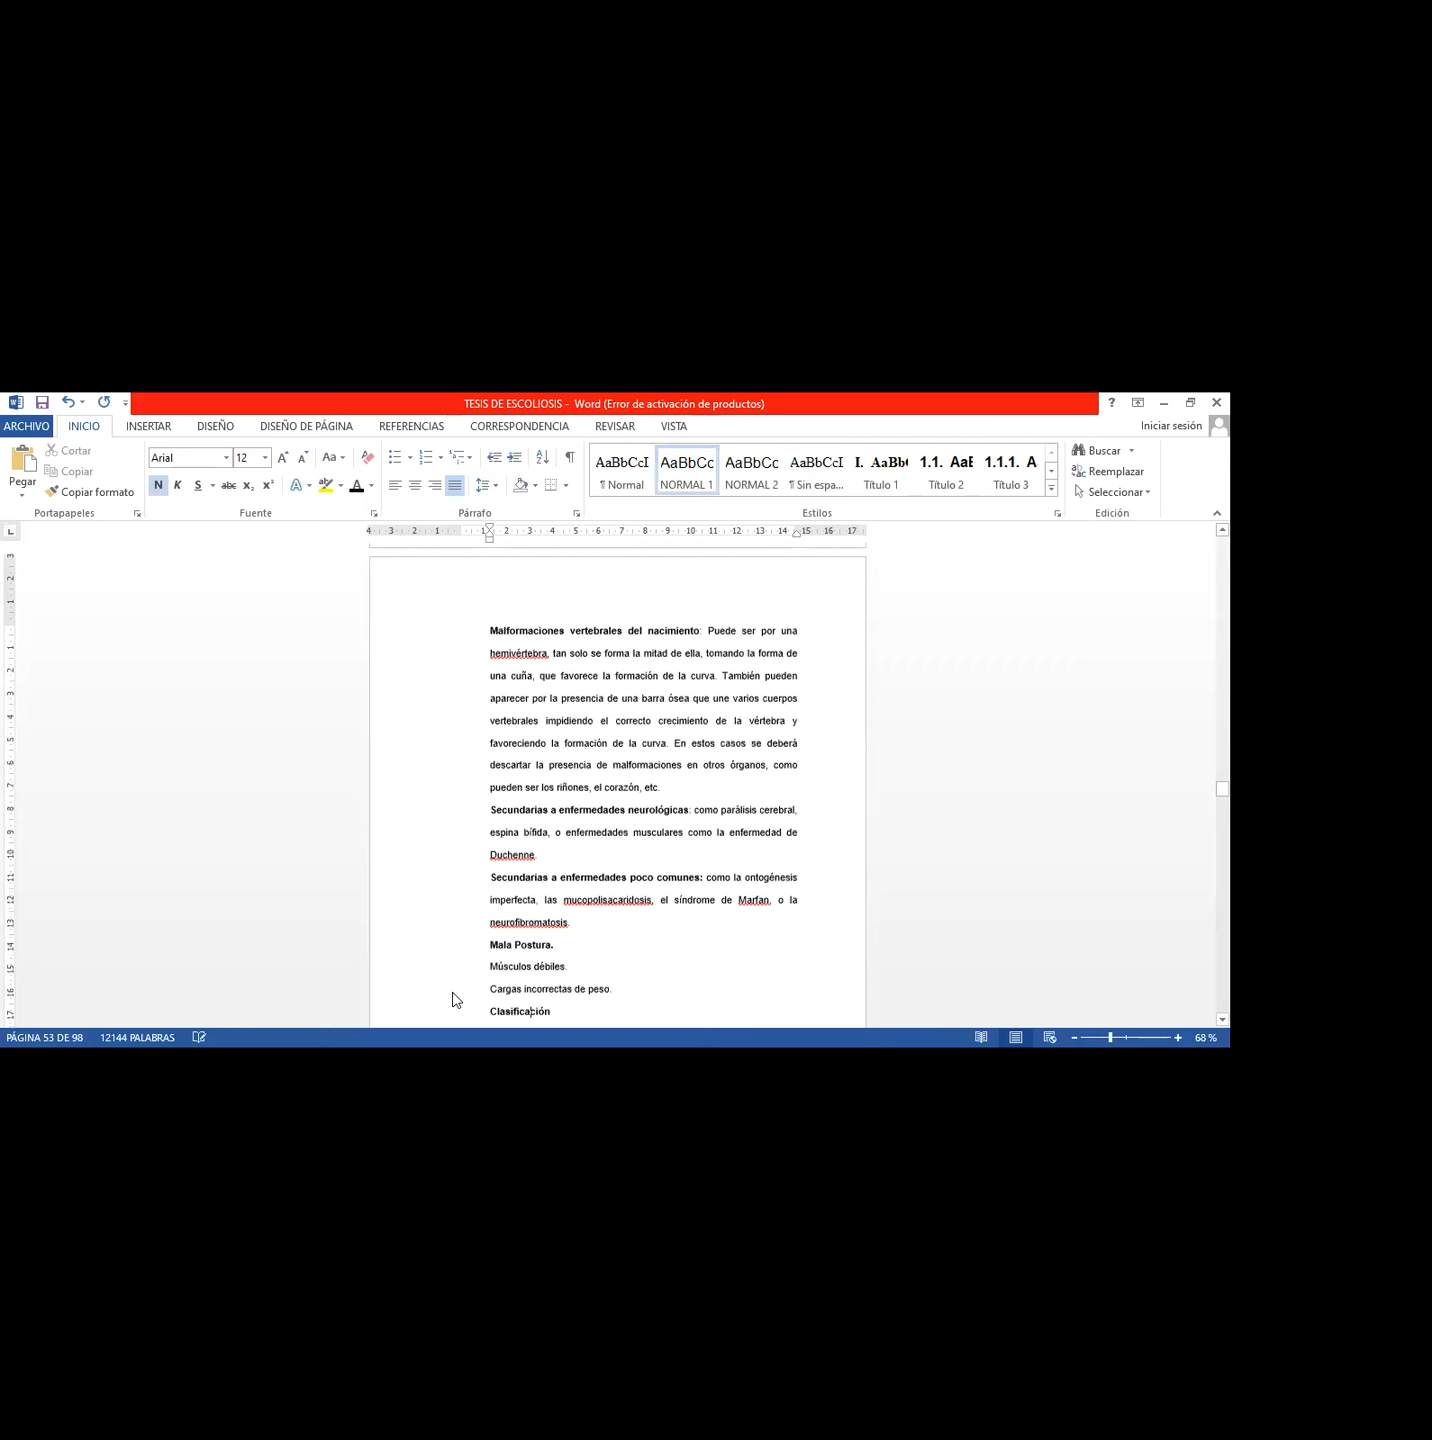 TESIS DE ESCOLIOSIS - Word (Error de activación de productos)
ARCHIVO INICIO INSERTAR DISEÑO DISEÑO DE PÁGINA REFERENCIAS CORRESPONDENCIA REVISAR VISTA Iniciar sesión
Pegar
Cortar
Copiar
Copiar formato
Portapapeles
Arial 12
Fuente
Párrafo
AaBbCcI AaBbCc AaBbCc AaBbCcI I. AaBb 1.1. AaB 1.1.1. A
¶ Normal NORMAL 1 NORMAL 2 ¶ Sin espa... Título 1 Título 2 Título 3
Estilos
Buscar
Reemplazar
Seleccionar
Edición
Malformaciones vertebrales del nacimiento: Puede ser por una
hemivértebra, tan solo se forma la mitad de ella, tomando la forma de
una cuña, que favorece la formación de la curva. También pueden
aparecer por la presencia de una barra ósea que une varios cuerpos
vertebrales impidiendo el correcto crecimiento de la vértebra y
favoreciendo la formación de la curva. En estos casos se deberá
descartar la presencia de malformaciones en otros órganos, como
pueden ser los riñones, el corazón, etc.
Secundarias a enfermedades neurológicas: como parálisis cerebral,
espina bífida, o enfermedades musculares como la enfermedad de
Duchenne.
Secundarias a enfermedades poco comunes: como la ontogénesis
imperfecta, las mucopolisacaridosis, el síndrome de Marfan, o la
neurofibromatosis.
Mala Postura.
Músculos débiles.
Cargas incorrectas de peso.
Clasificación
PÁGINA 53 DE 98 12144 PALABRAS 68 %